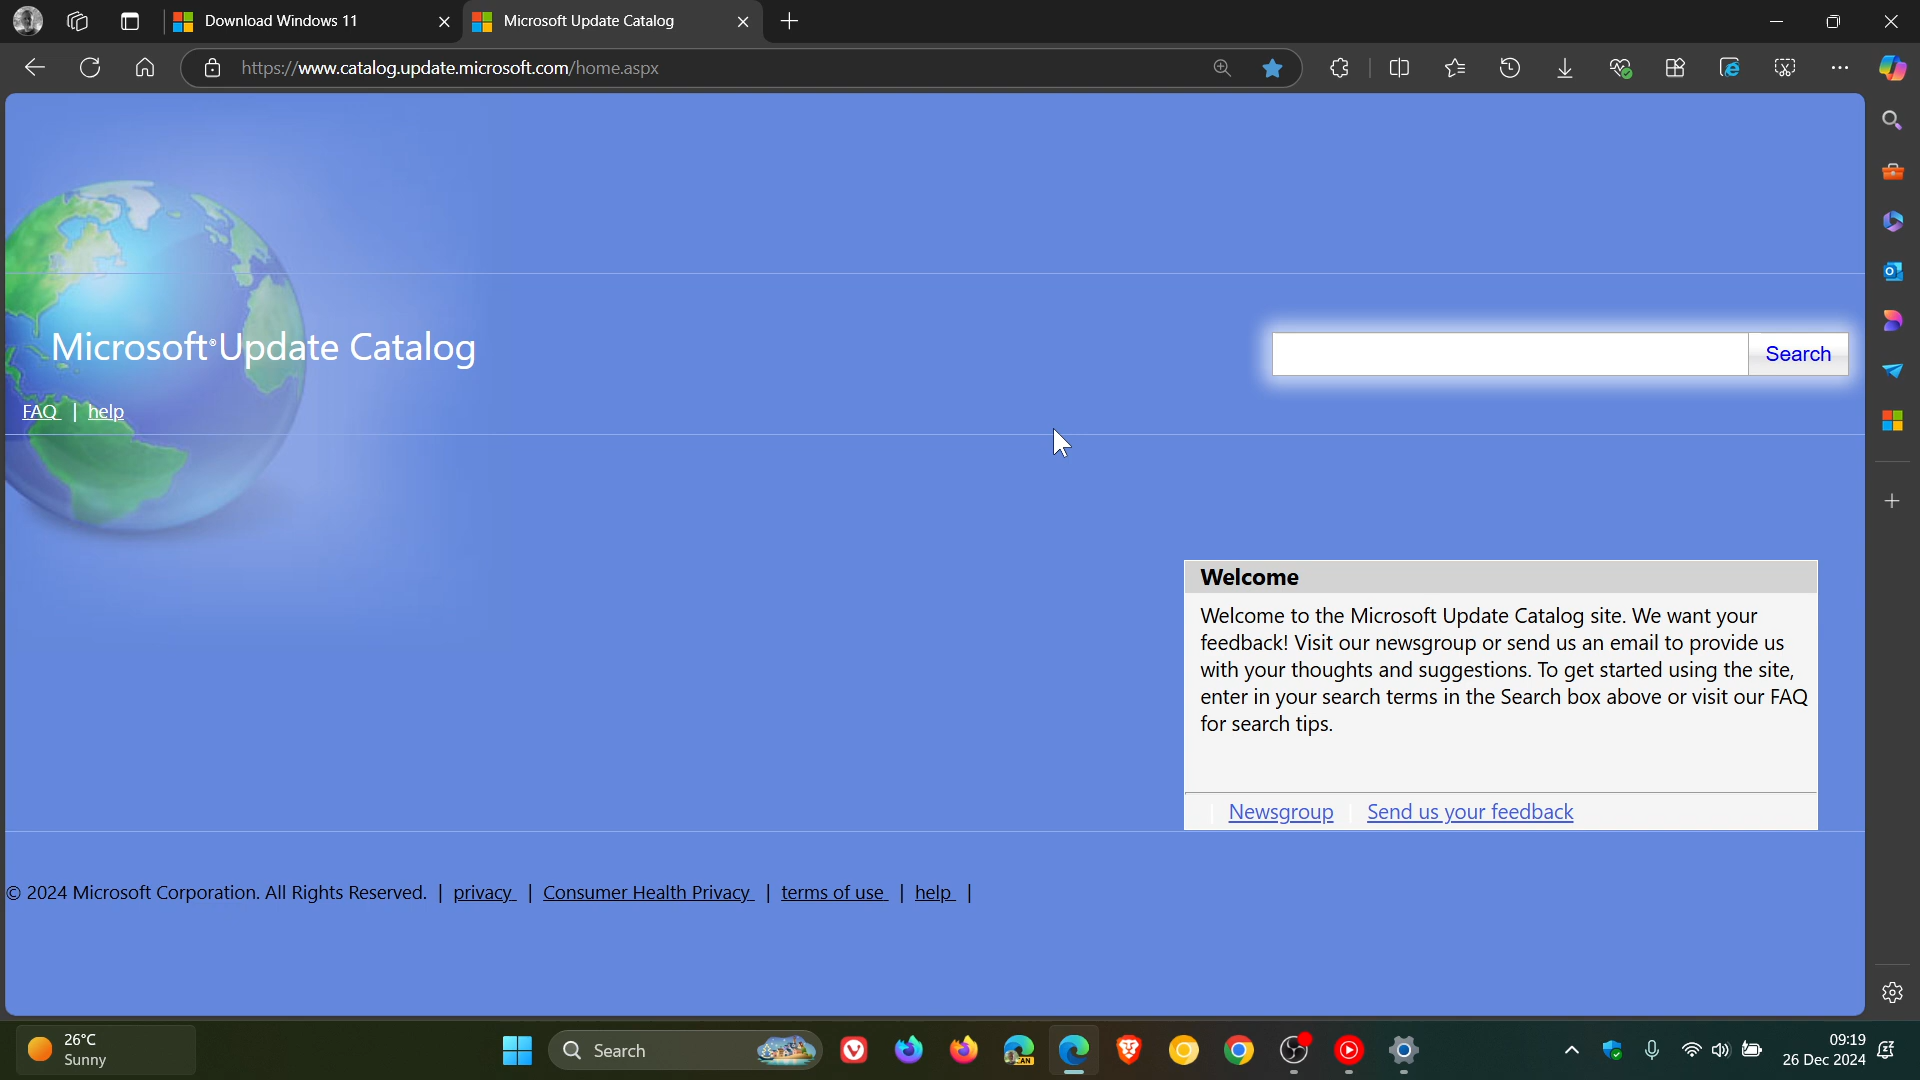 Download Windows 11
Microsoft Update Catalog
https://www.catalog.update.microsoft.com/home.aspx
Microsoft® Update Catalog
Search
FAQ | help
Welcome
Welcome to the Microsoft Update Catalog site. We want your
feedback! Visit our newsgroup or send us an email to provide us
with your thoughts and suggestions. To get started using the site,
enter in your search terms in the Search box above or visit our FAQ
for search tips.
Newsgroup | Send us your feedback
© 2024 Microsoft Corporation. All Rights Reserved. | privacy | Consumer Health Privacy | terms of use | help |
26°C
Sunny
Search
CAN
09:19
26 Dec 2024